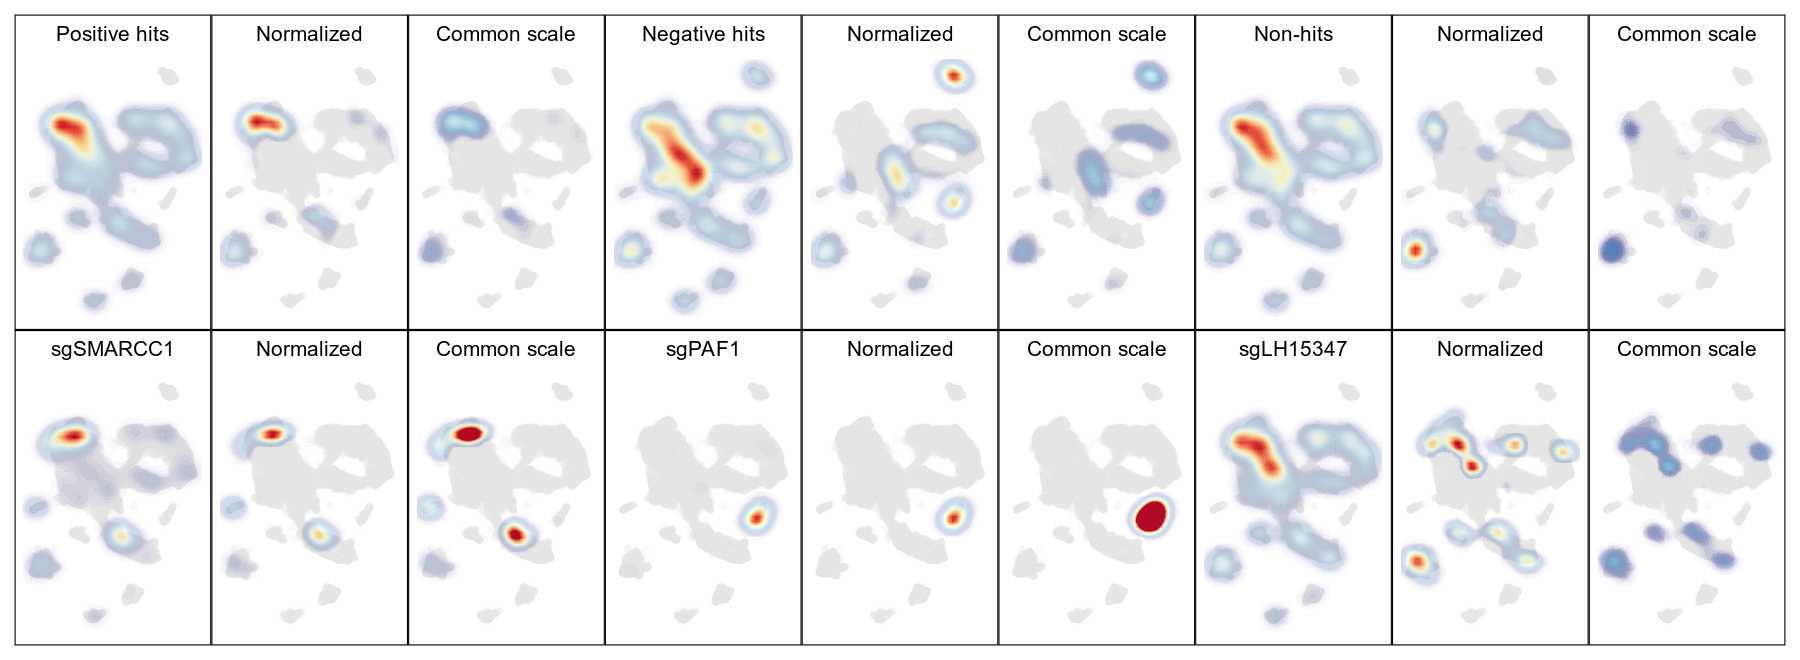 Positive hits
Normalized
Common scale
Negative hits
Normalized
Common scale
Non-hits
Normalized
Common scale
sgSMARCC1
Normalized
Common scale
sgPAF1
Normalized
Common scale
sgLH15347
Normalized
Common scale